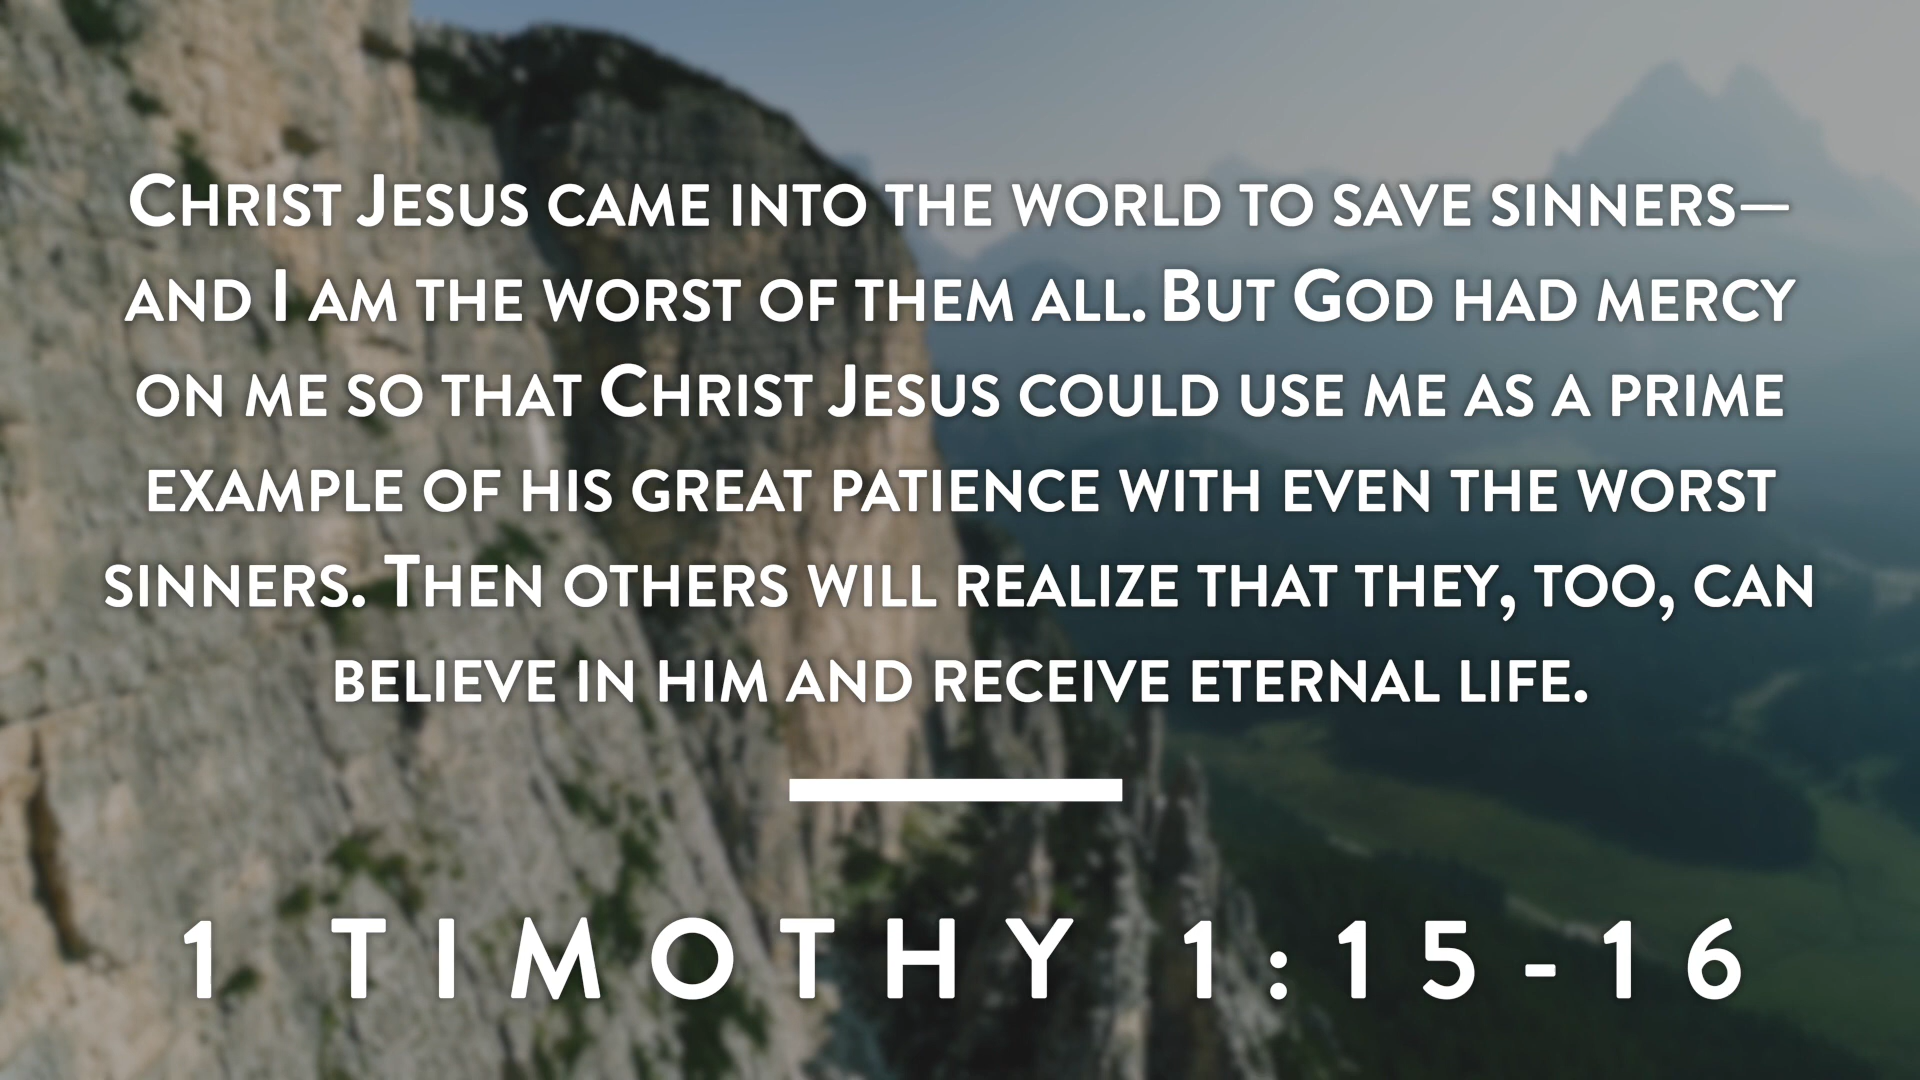 Christ Jesus came into the world to save sinners—
and I am the worst of them all. But God had mercy
on me so that Christ Jesus could use me as a prime
example of his great patience with even the worst
sinners. Then others will realize that they, too, can
believe in him and receive eternal life.
1 TIMOTHY 1:15-16